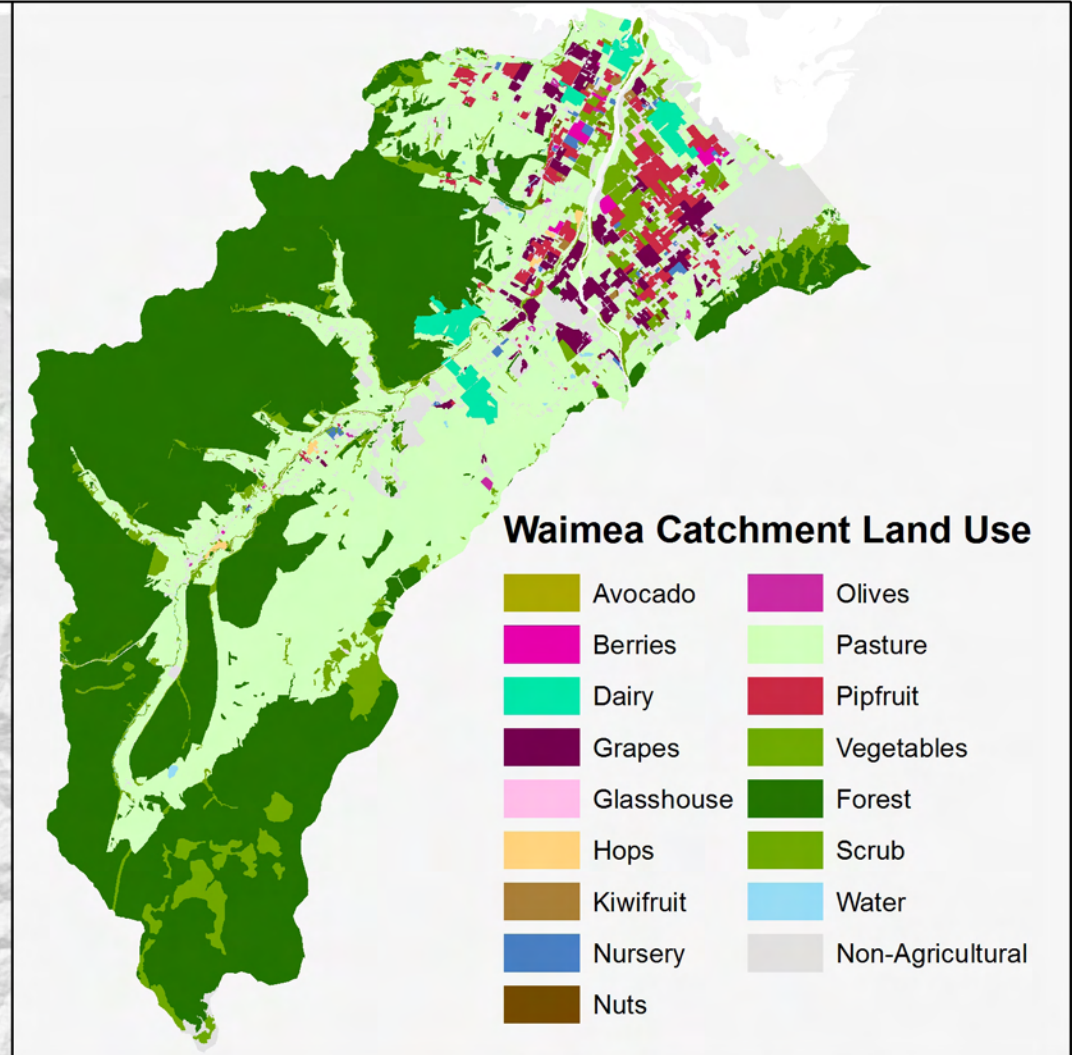 Waimea Catchment Land Use
Avocado
Berries
Dairy
Grapes
Glasshouse
Hops
Kiwifruit
Nursery
Nuts
Olives
Pasture
Pipfruit
Vegetables
Forest
Scrub
Water
Non-Agricultural